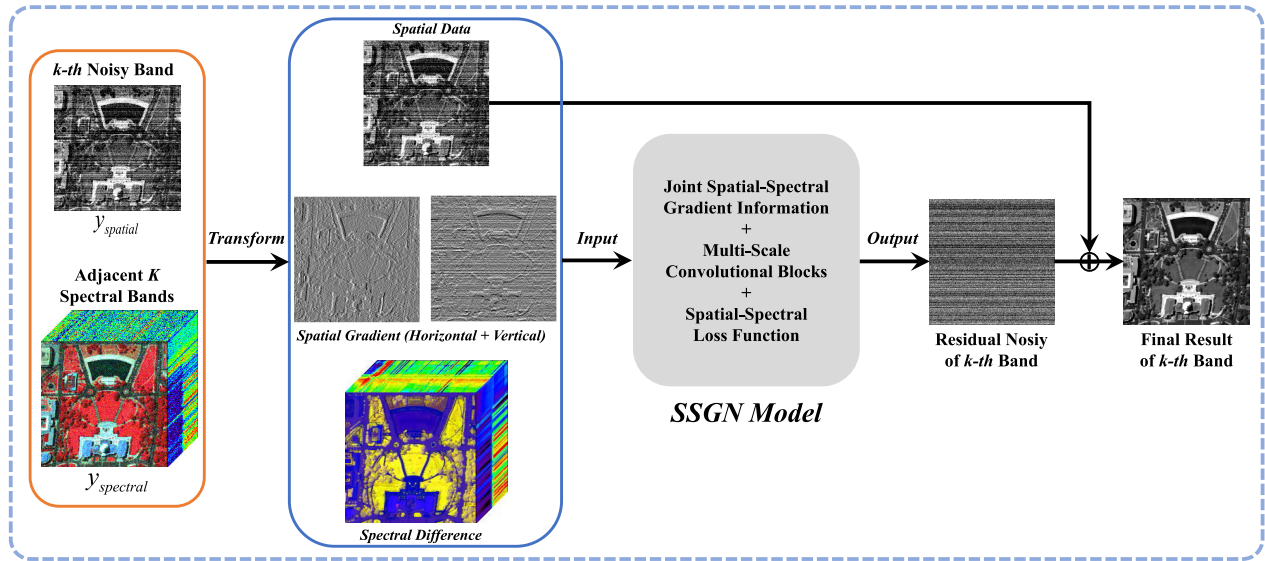 k-th Noisy Band
y_spatial
Adjacent K
Spectral Bands
y_spectral
Transform
Spatial Data
Spatial Gradient (Horizontal + Vertical)
Spectral Difference
Input
Joint Spatial-Spectral
Gradient Information
+
Multi-Scale
Convolutional Blocks
+
Spatial-Spectral
Loss Function
SSGN Model
Output
Residual Nosiy
of k-th Band
Final Result
of k-th Band